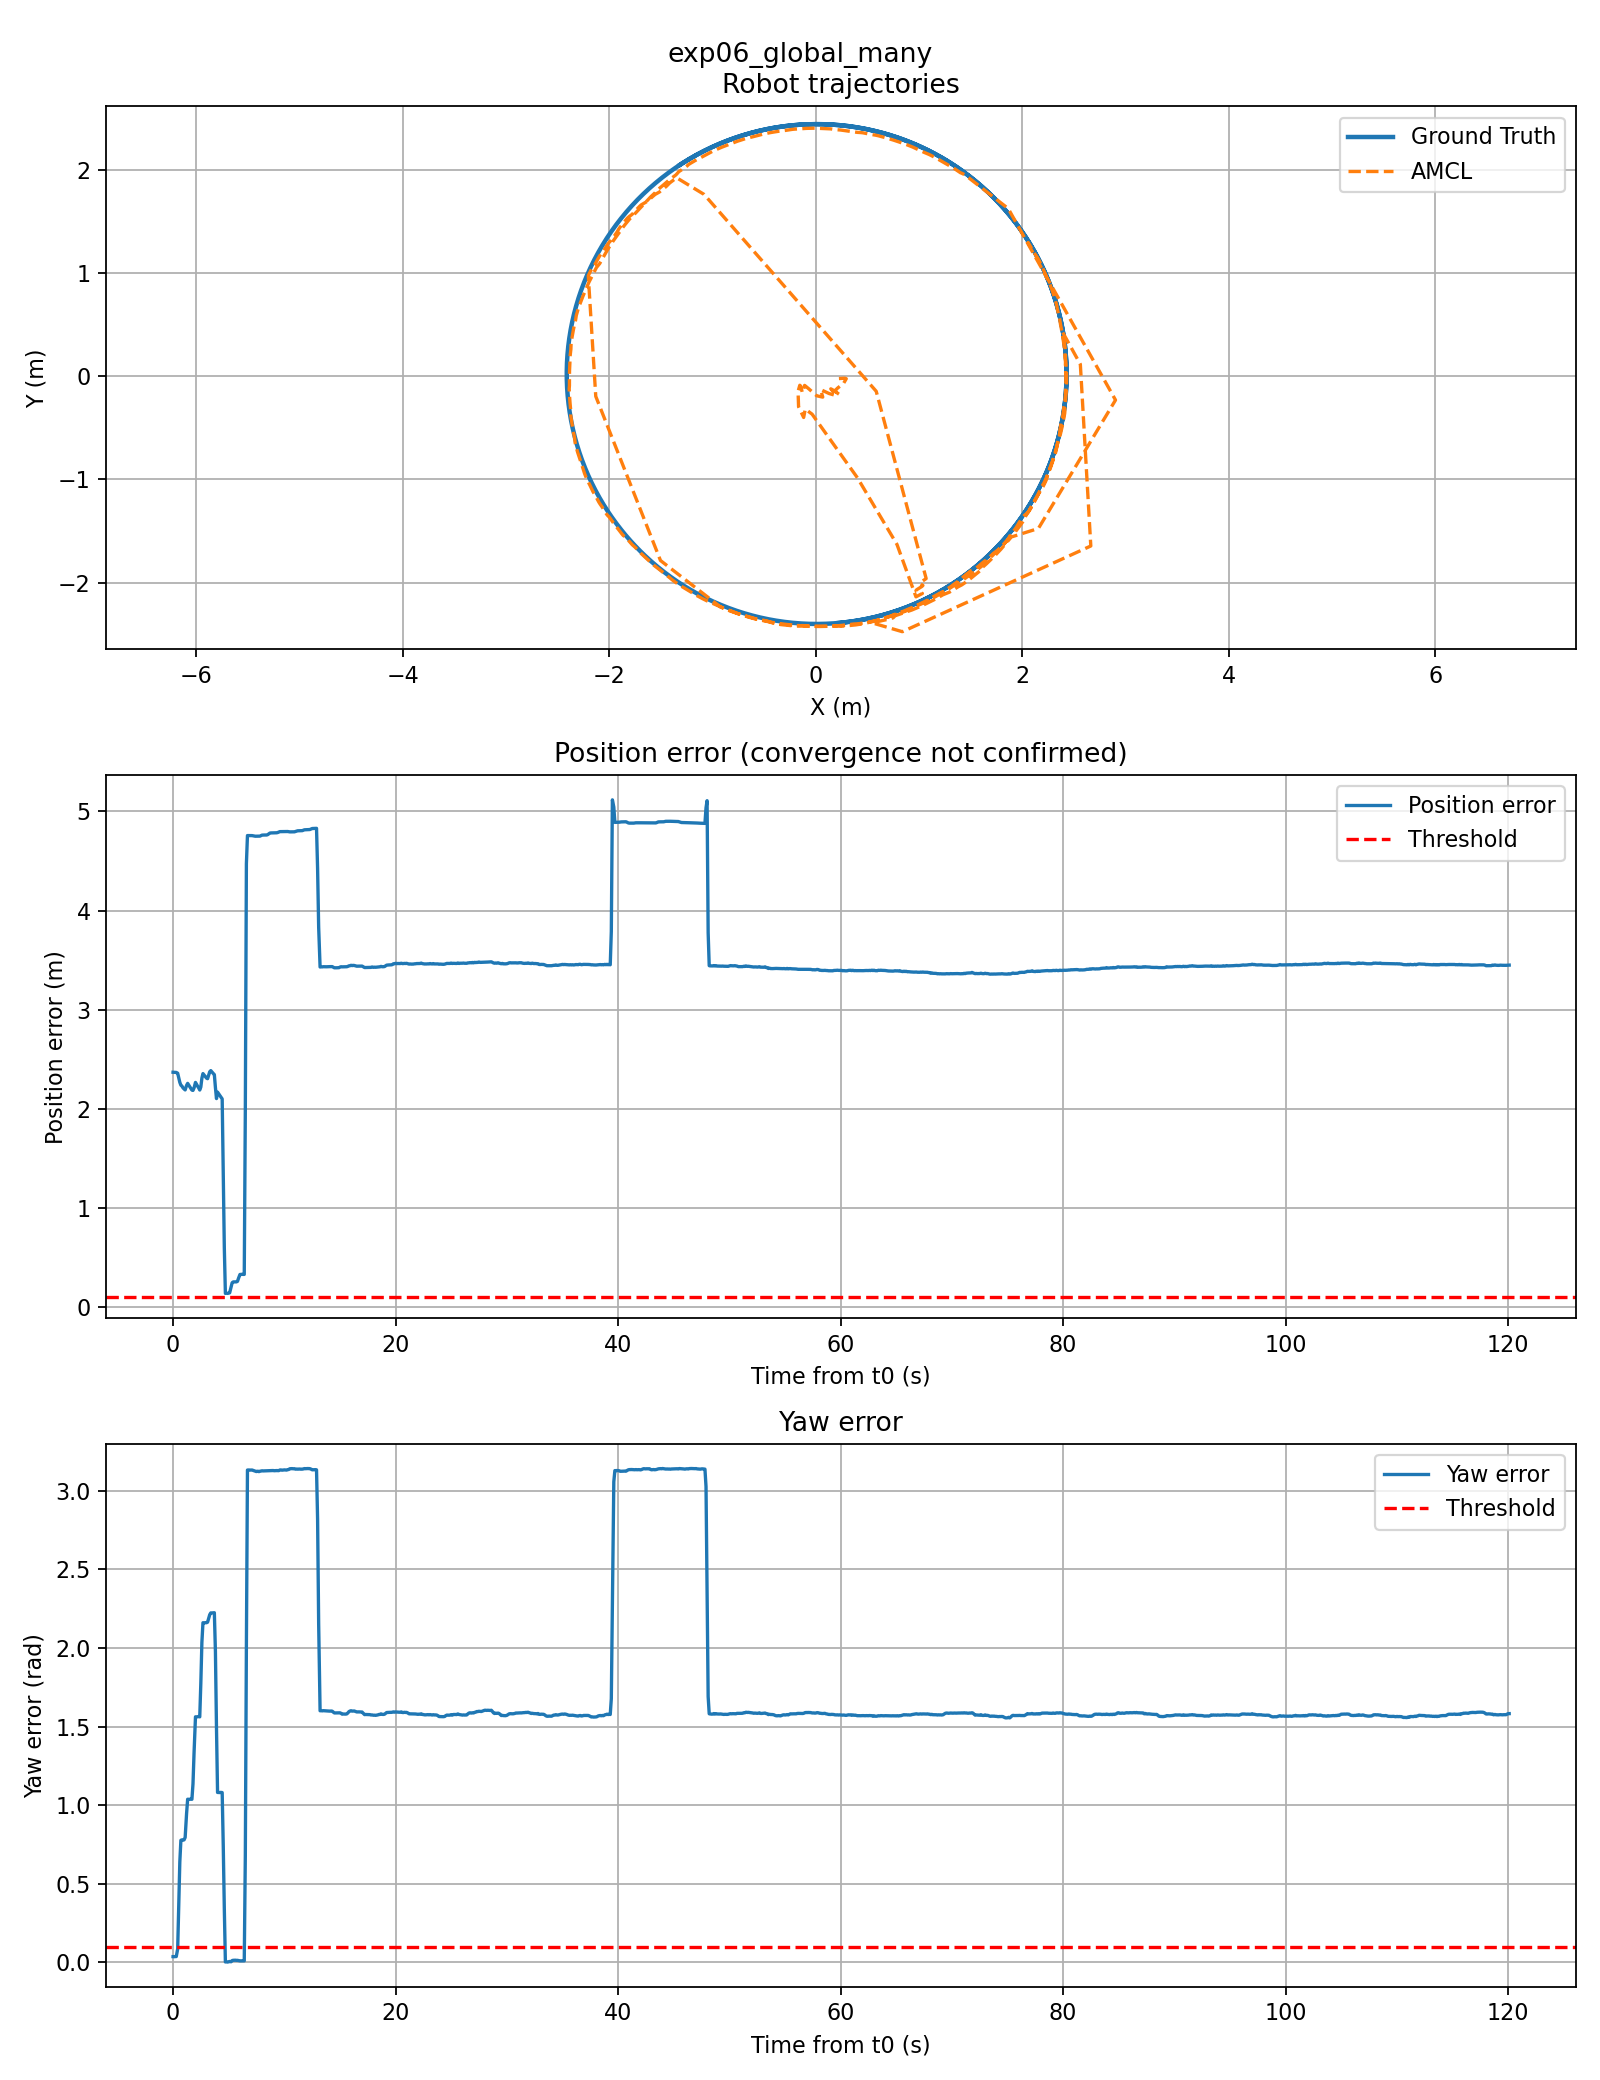 exp06_global_many
Robot trajectories
Ground Truth
AMCL
2
1
0
−1
−2
Y (m)
−6
−4
−2
0
2
4
6
X (m)
Position error (convergence not confirmed)
Position error
Threshold
5
4
3
2
1
0
Position error (m)
0
20
40
60
80
100
120
Time from t0 (s)
Yaw error
Yaw error
Threshold
3.0
2.5
2.0
1.5
1.0
0.5
0.0
Yaw error (rad)
0
20
40
60
80
100
120
Time from t0 (s)